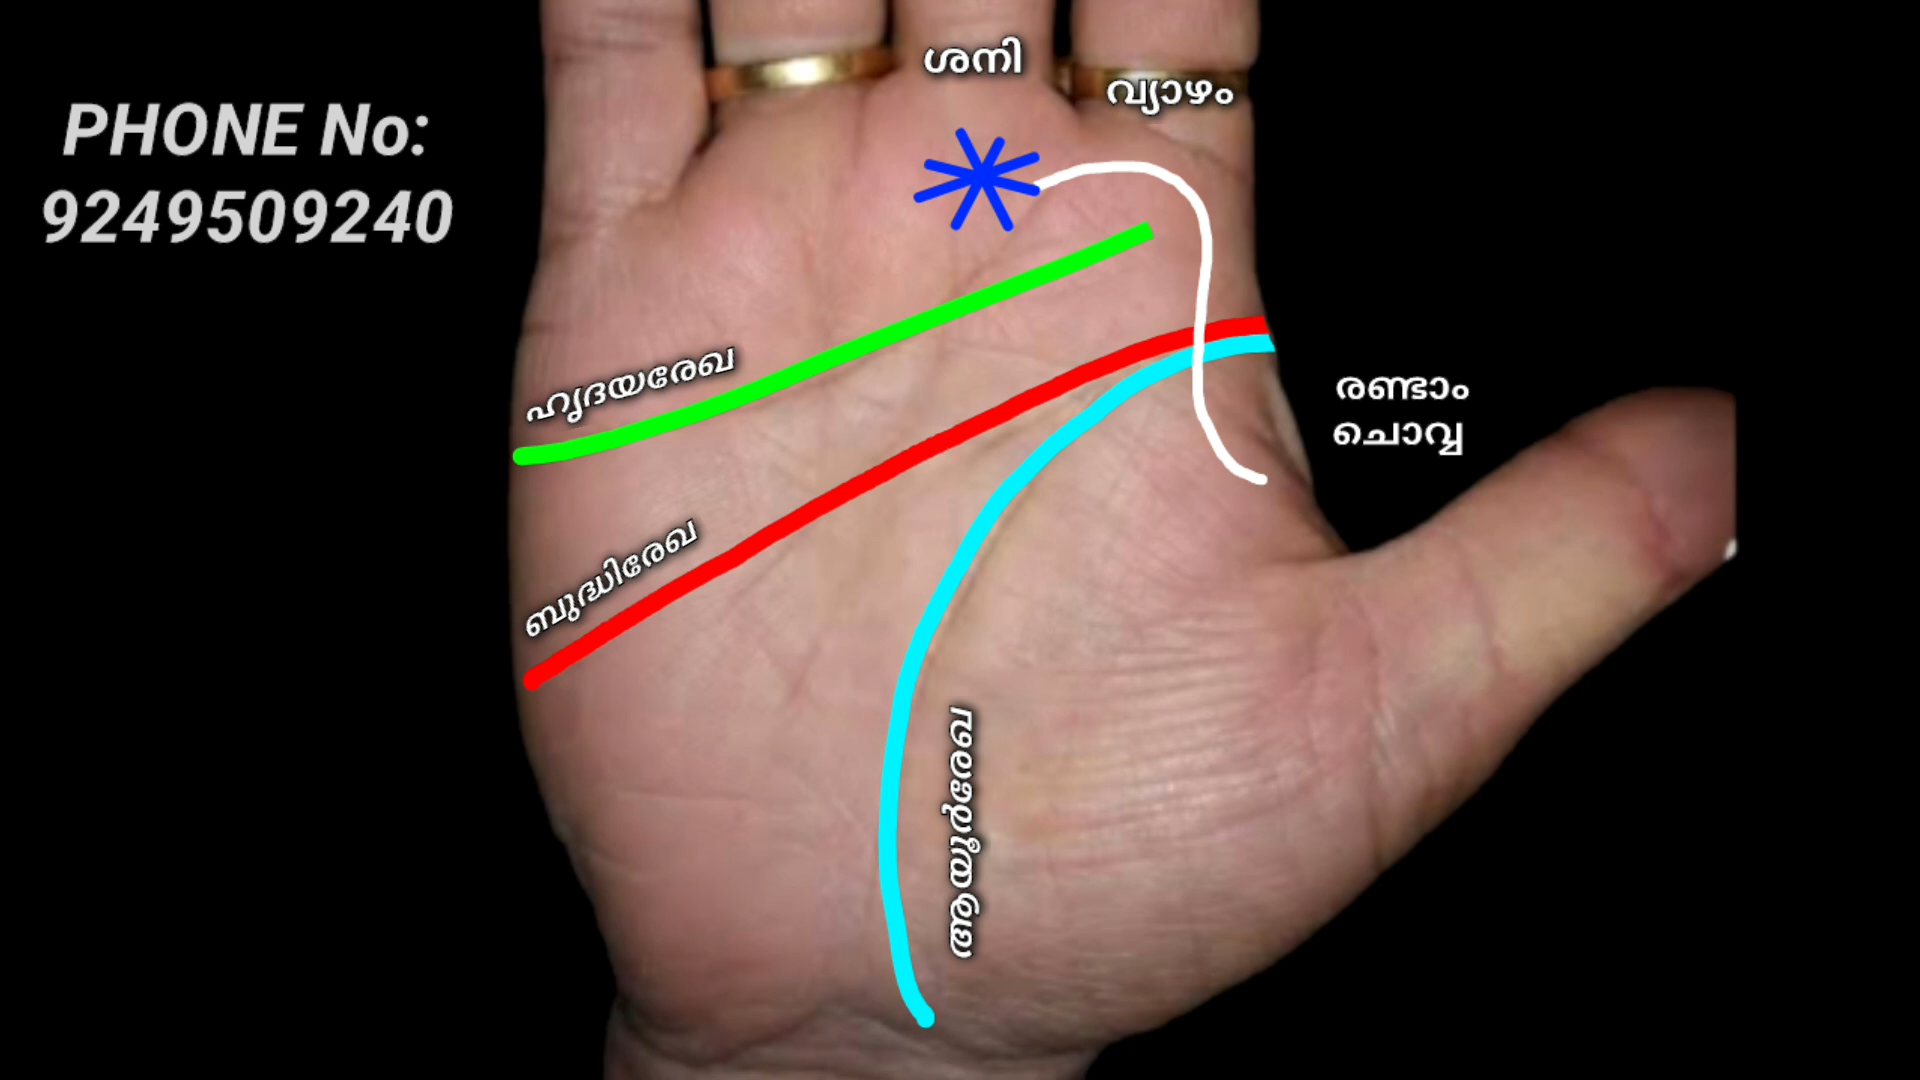 PHONE No:
9249509240
ശനി
വ്യാഴം
ഹൃദയരേഖ
രണ്ടാം
ചൊവ്വ
ബുദ്ധിരേഖ
ആയുർരേഖ